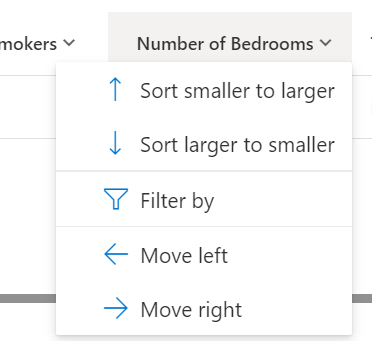 mokers
Number of Bedrooms
Sort smaller to larger
Sort larger to smaller
Filter by
Move left
Move right